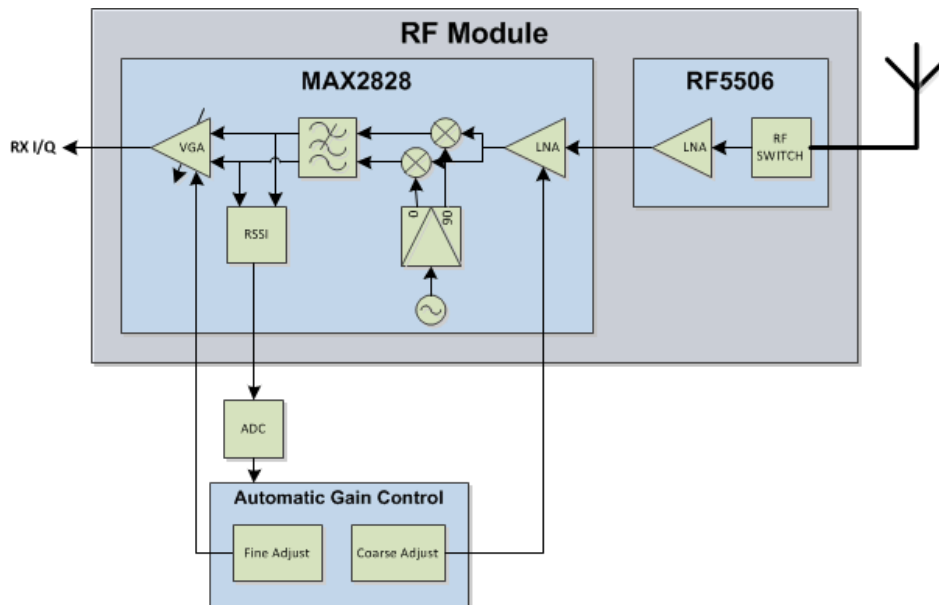 RF Module
MAX2828
RF5506
RX I/Q
VGA
LNA
LNA
RF
SWITCH
0
90
RSSI
ADC
Automatic Gain Control
Fine Adjust
Coarse Adjust